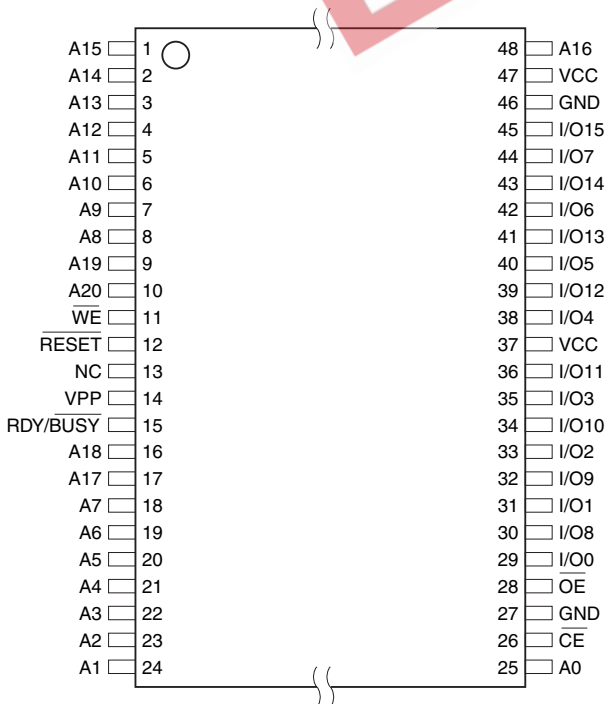 A15 1 48 A16
A14 2 47 VCC
A13 3 46 GND
A12 4 45 I/O15
A11 5 44 I/O7
A10 6 43 I/O14
A9 7 42 I/O6
A8 8 41 I/O13
A19 9 40 I/O5
A20 10 39 I/O12
WE 11 38 I/O4
RESET 12 37 VCC
NC 13 36 I/O11
VPP 14 35 I/O3
RDY/BUSY 15 34 I/O10
A18 16 33 I/O2
A17 17 32 I/O9
A7 18 31 I/O1
A6 19 30 I/O8
A5 20 29 I/O0
A4 21 28 OE
A3 22 27 GND
A2 23 26 CE
A1 24 25 A0